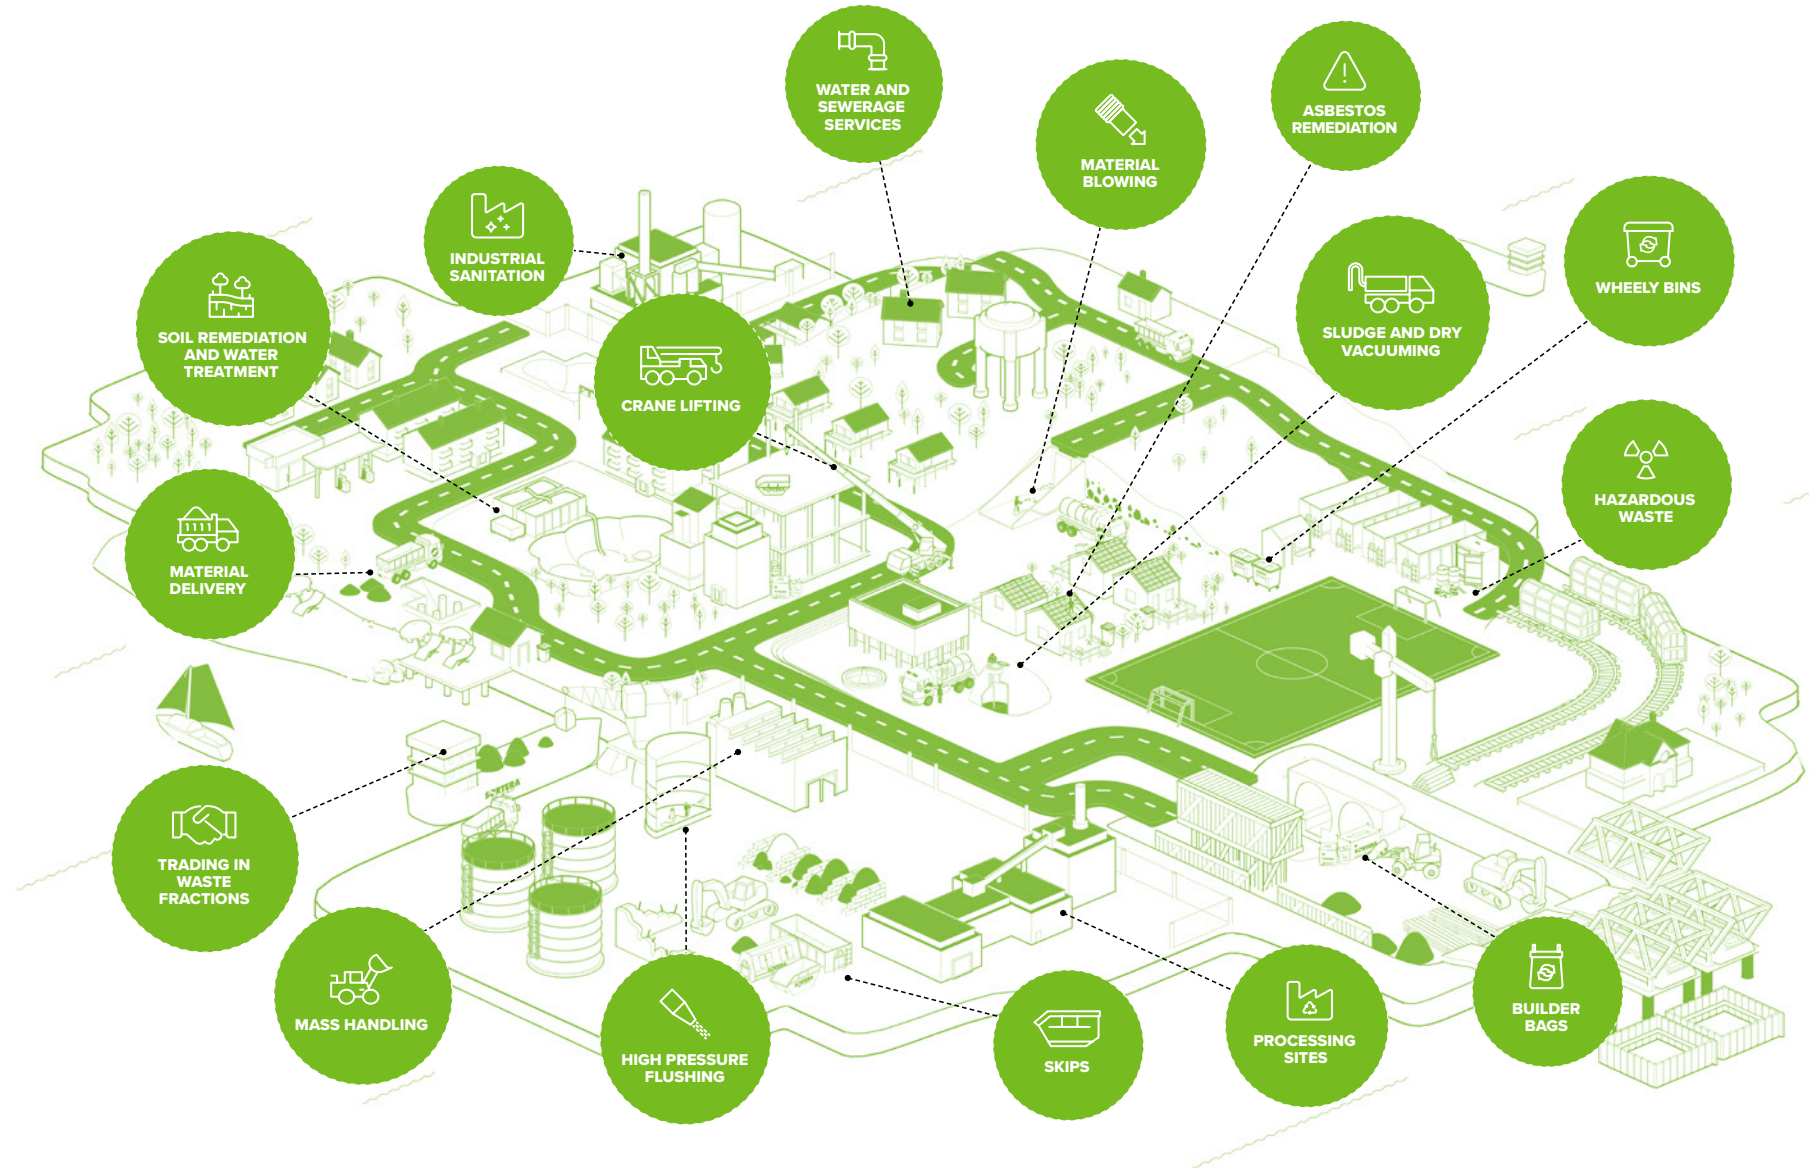 WATER AND
SEWERAGE
SERVICES
MATERIAL
BLOWING
ASBESTOS
REMEDIATION
INDUSTRIAL
SANITATION
WHEELY BINS
SOIL REMEDIATION
AND WATER
TREATMENT
CRANE LIFTING
SLUDGE AND DRY
VACUUMING
HAZARDOUS
WASTE
MATERIAL
DELIVERY
SORTERA
TRADING IN
WASTE
FRACTIONS
MASS HANDLING
HIGH PRESSURE
FLUSHING
SKIPS
PROCESSING
SITES
BUILDER
BAGS